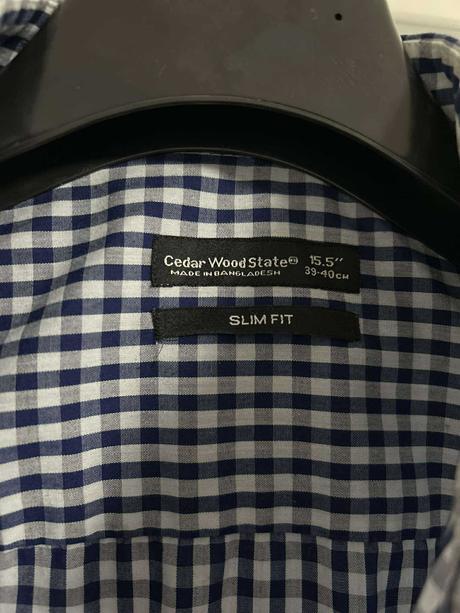 Cedar Wood State® 15.5"
MADE IN BANGLADESH 39-40CM
SLIM FIT